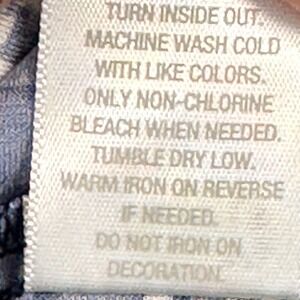 TURN INSIDE OUT.
MACHINE WASH COLD
WITH LIKE COLORS.
ONLY NON-CHLORINE
BLEACH WHEN NEEDED.
TUMBLE DRY LOW.
WARM IRON ON REVERSE
IF NEEDED.
DO NOT IRON ON
DECORATION.